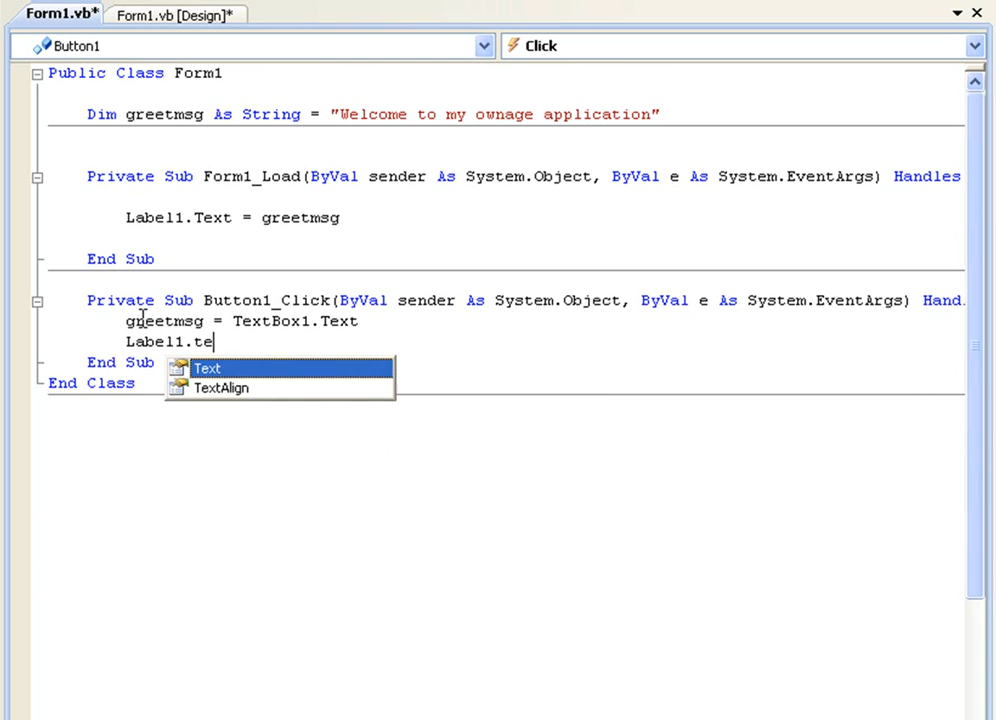 Form1.vb* Form1.vb [Design]*
Button1 Click
Public Class Form1
Dim greetmsg As String = "Welcome to my ownage application"
Private Sub Form1_Load(ByVal sender As System.Object, ByVal e As System.EventArgs) Handles
Label1.Text = greetmsg
End Sub
Private Sub Button1_Click(ByVal sender As System.Object, ByVal e As System.EventArgs) Hand
greetmsg = TextBox1.Text
Label1.te
End Sub
Text
TextAlign
End Class